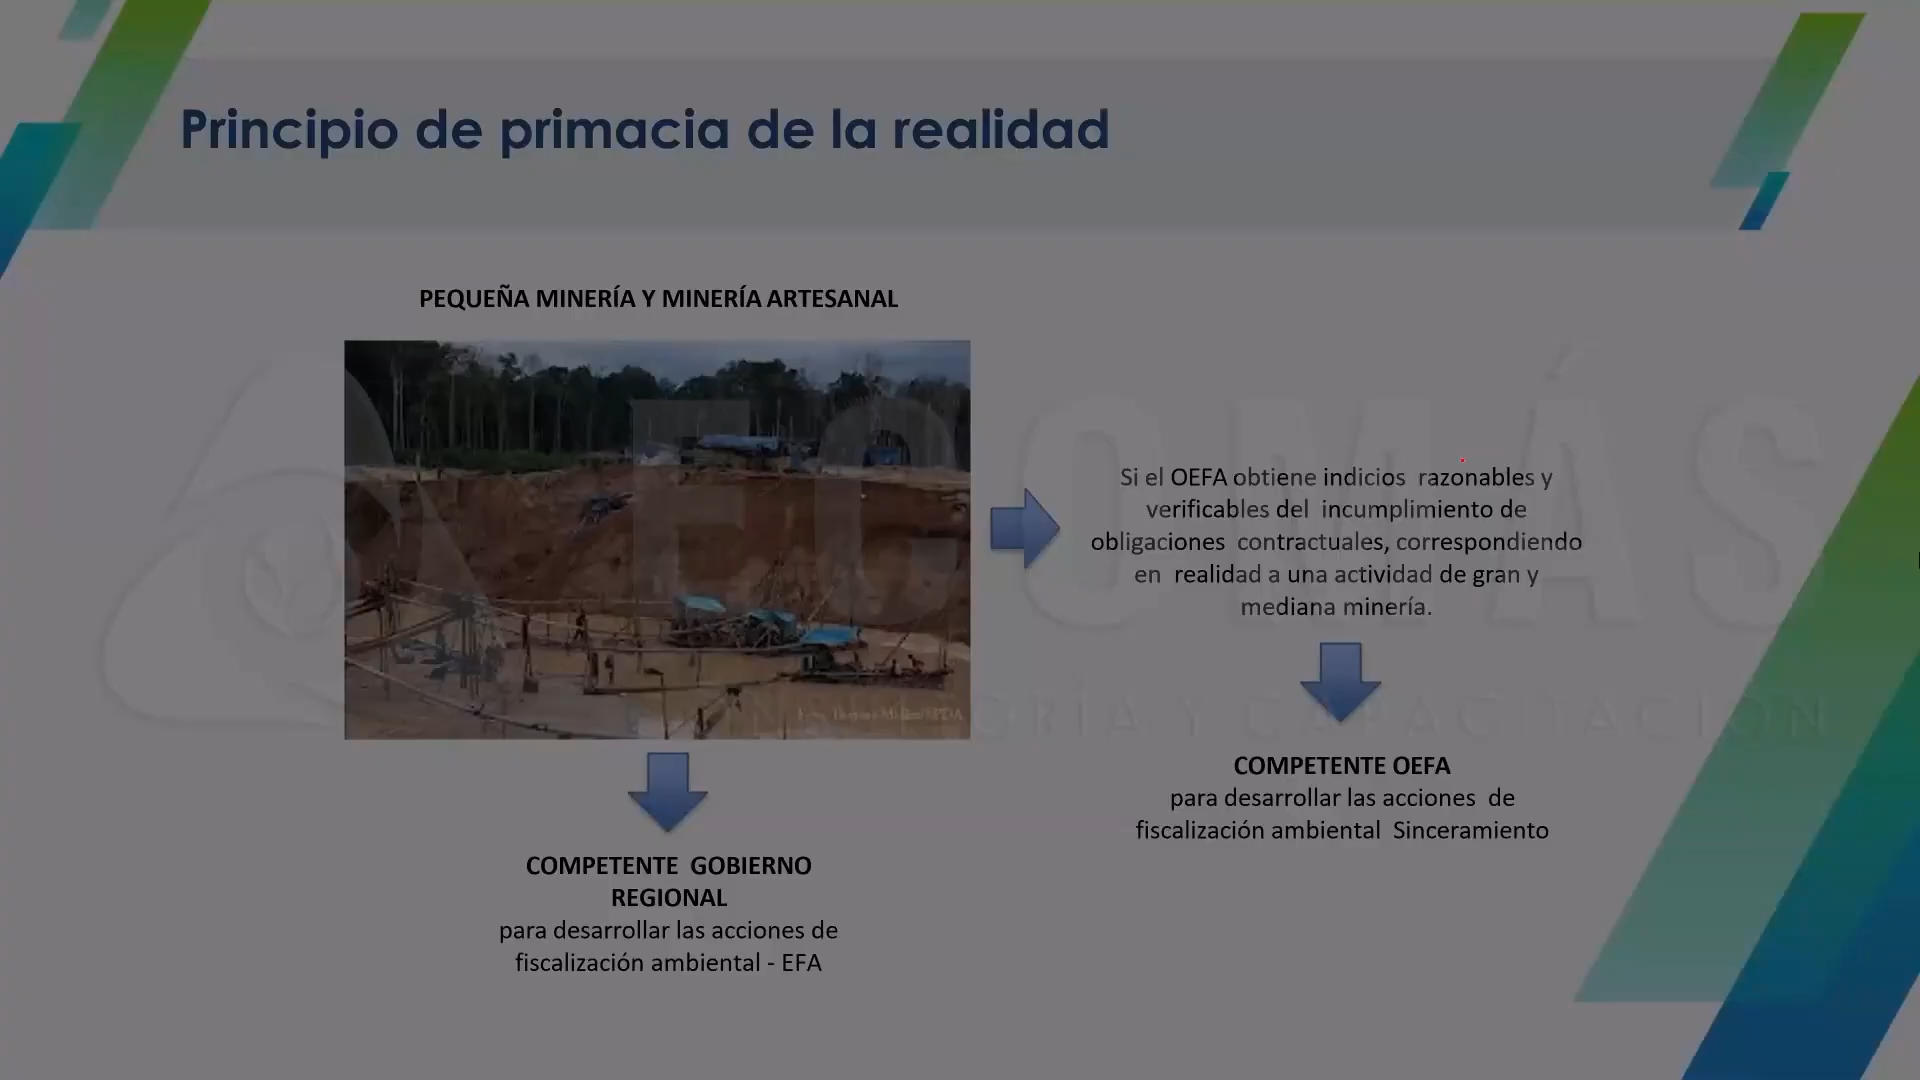 Principio de primacia de la realidad
PEQUEÑA MINERÍA Y MINERÍA ARTESANAL
Si el OEFA obtiene indicios razonables y
verificables del incumplimiento de
obligaciones contractuales, correspondiendo
en realidad a una actividad de gran y
mediana minería.
COMPETENTE OEFA
para desarrollar las acciones de
fiscalización ambiental Sinceramiento
COMPETENTE GOBIERNO
REGIONAL
para desarrollar las acciones de
fiscalización ambiental - EFA
ECOMÁS
Y CAPACITACIÓN